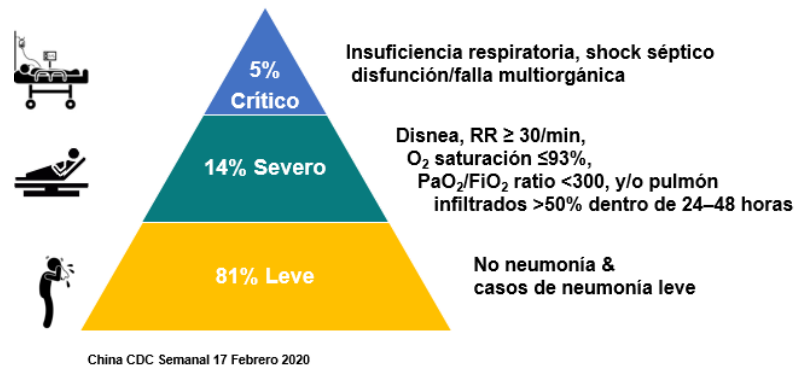 5%
Crítico
Insuficiencia respiratoria, shock séptico
disfunción/falla multiorgánica
14% Severo
Disnea, RR ≥ 30/min,
O₂ saturación ≤93%,
PaO₂/FiO₂ ratio <300, y/o pulmón
infiltrados >50% dentro de 24–48 horas
81% Leve
No neumonía &
casos de neumonía leve
China CDC Semanal 17 Febrero 2020